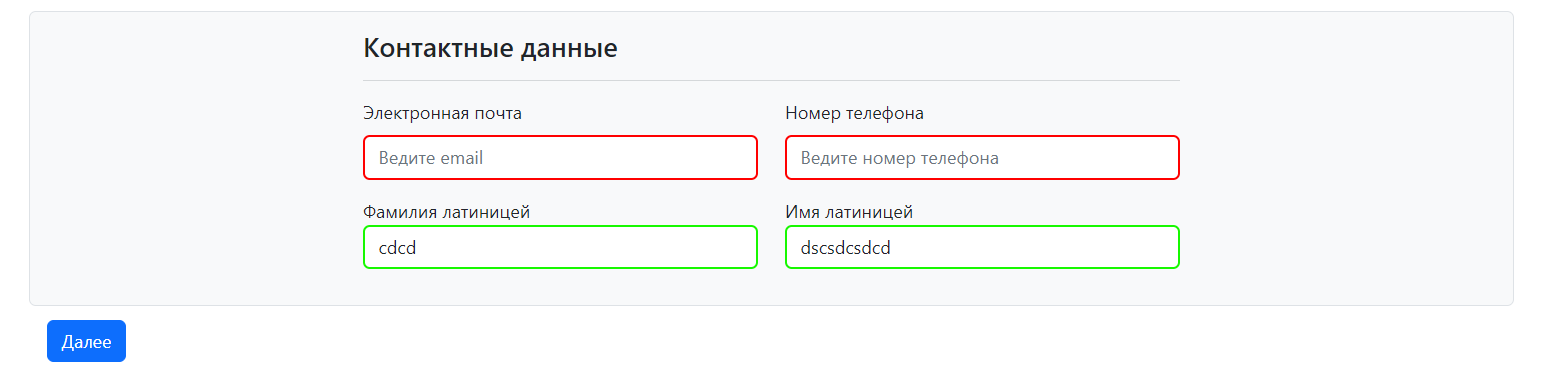 Контактные данные
Электронная почта
Номер телефона
Ведите email
Ведите номер телефона
Фамилия латиницей
Имя латиницей
cdcd
dscsdcsdcd
Далее